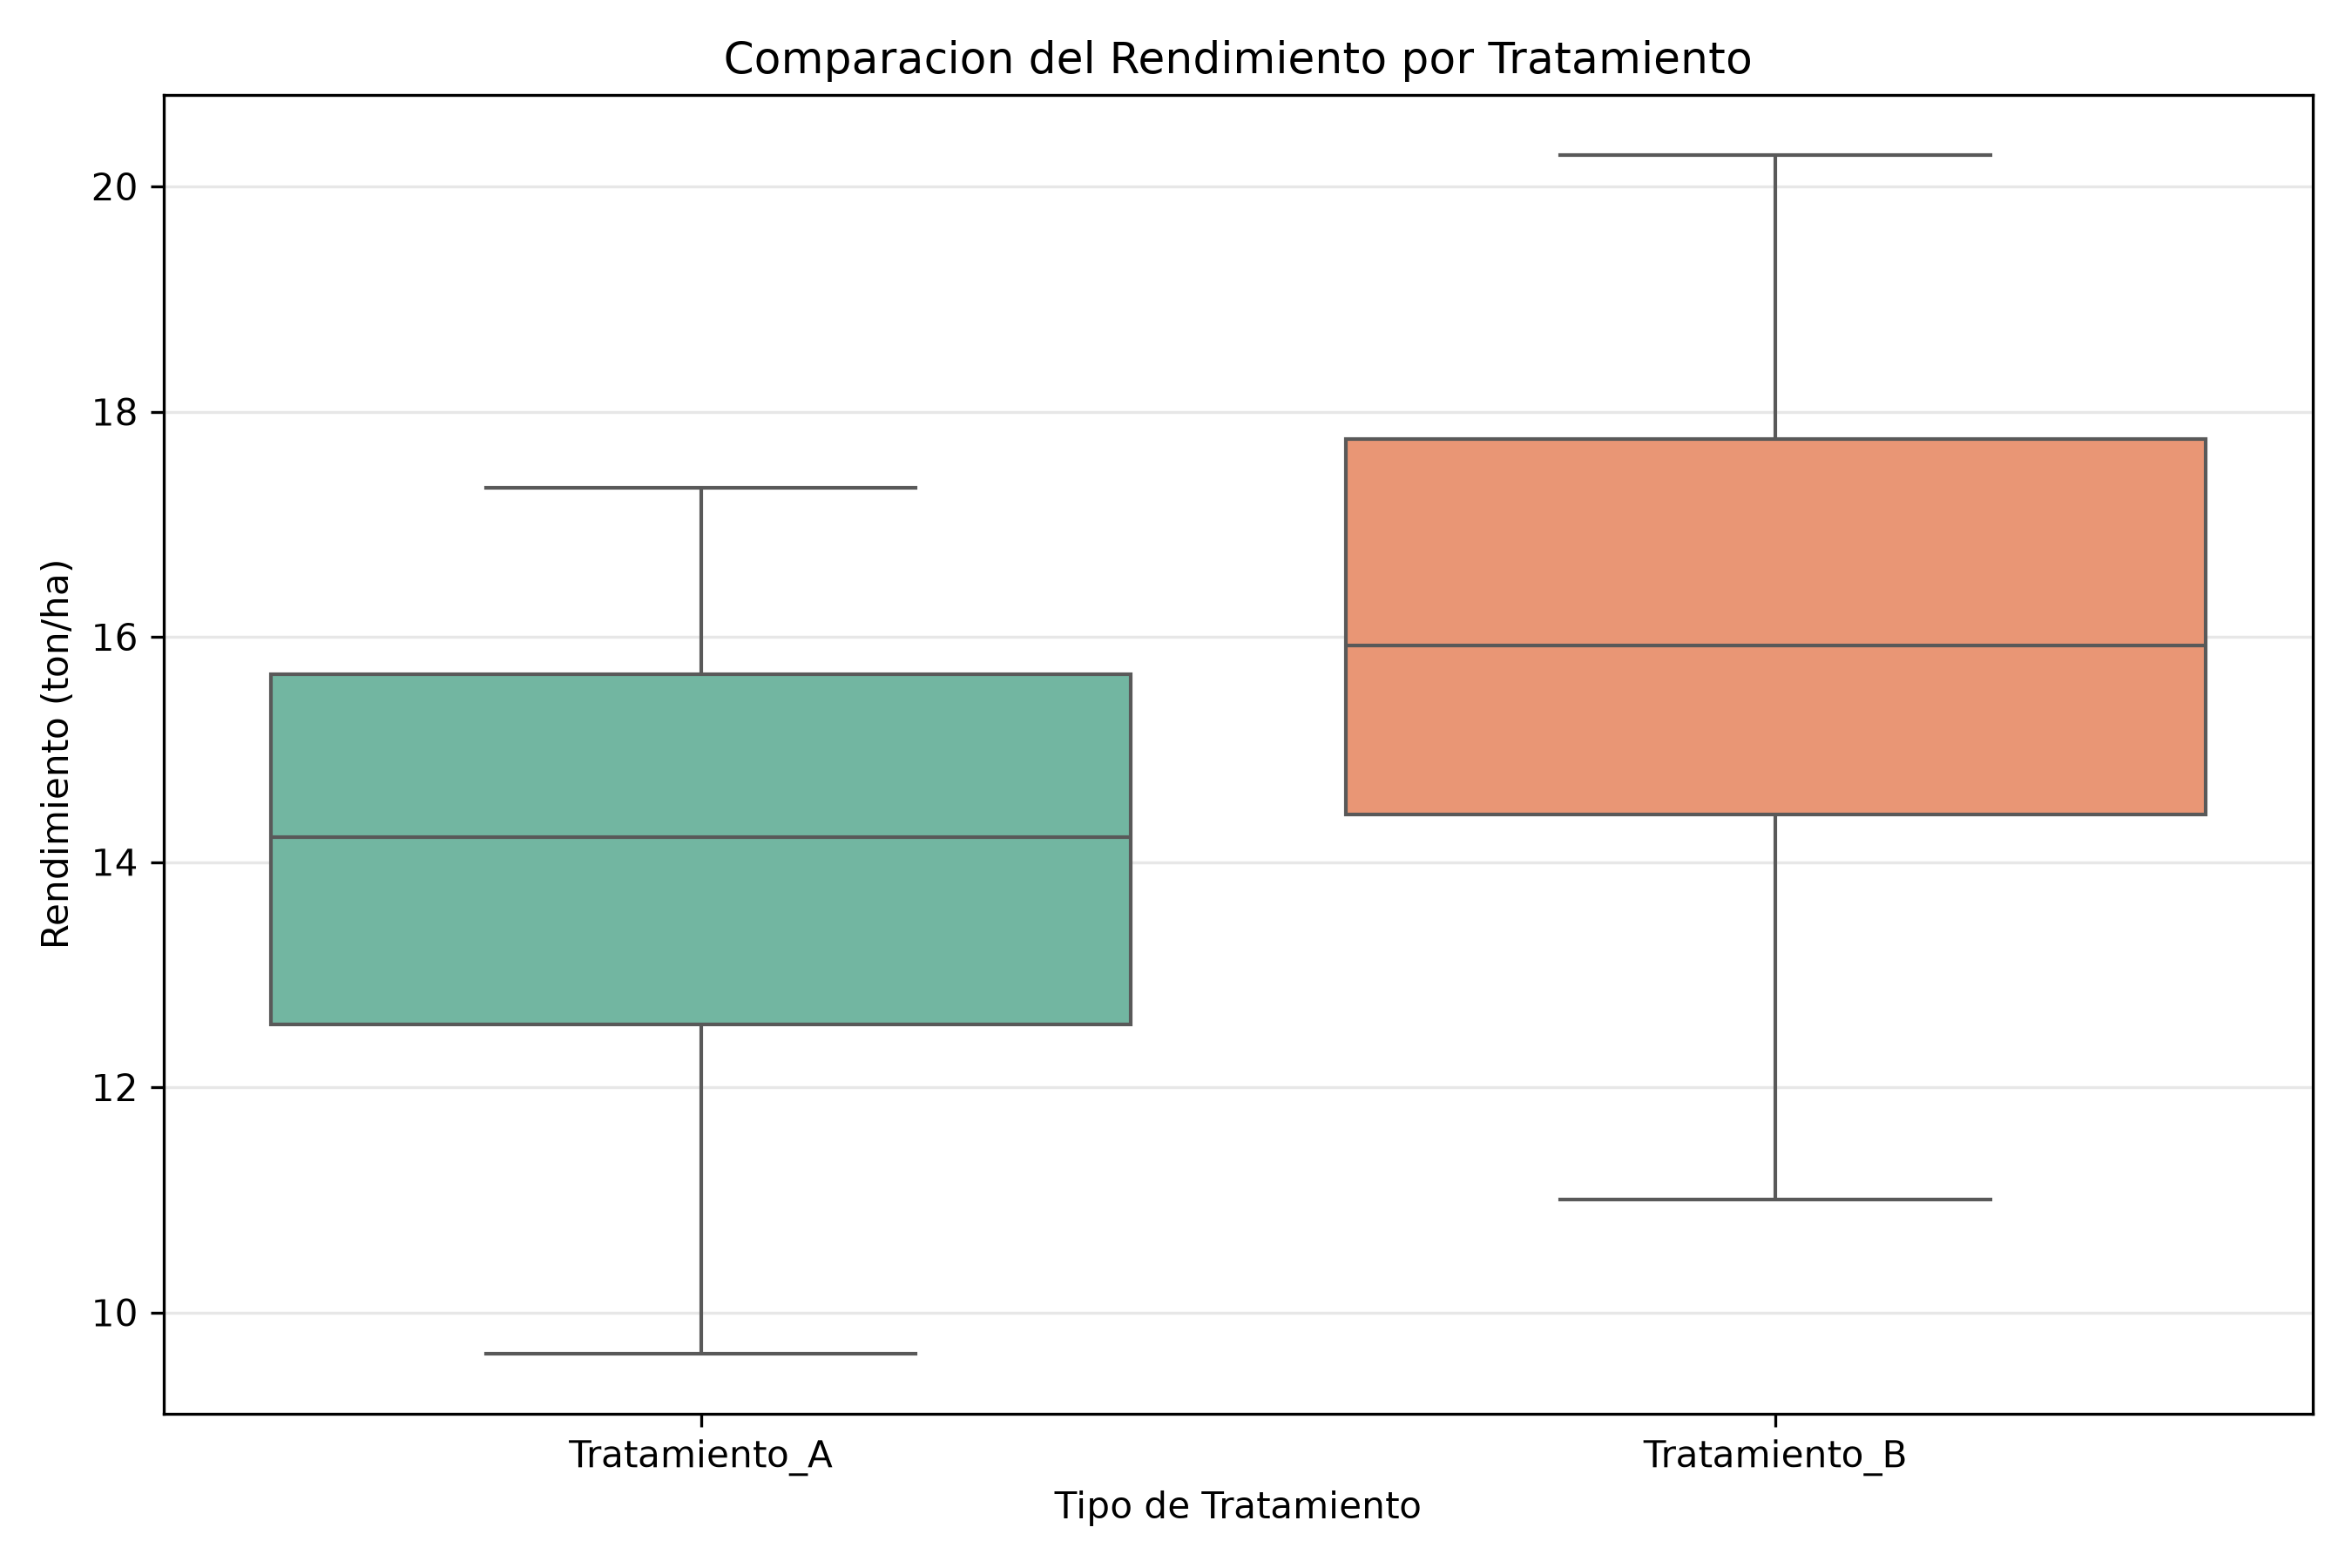 Comparacion del Rendimiento por Tratamiento
Rendimiento (ton/ha)
20
18
16
14
12
10
Tratamiento_A
Tratamiento_B
Tipo de Tratamiento